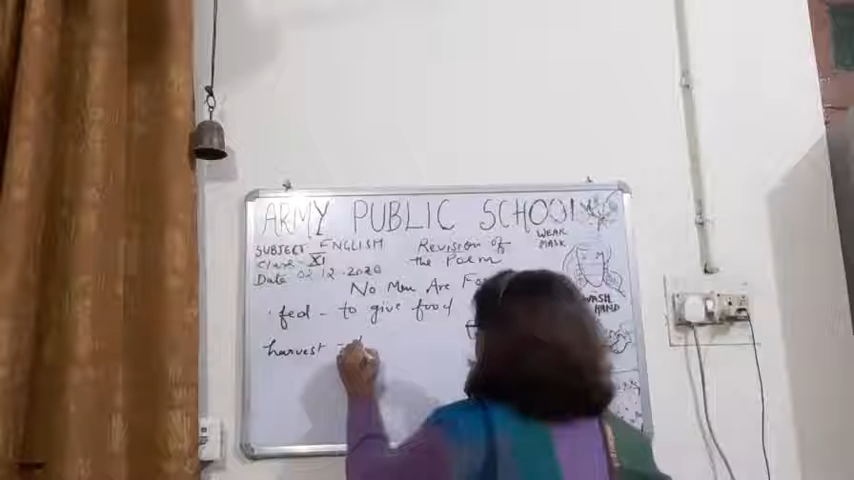 ARMY PUBLIC SCHOOL
WEAR
MASK
SUBJECT ENGLISH
Revision of
the Poem
Class - XI
Date 02.12.2020
No Men Are
WASH
HAND
fed - to give food
harvest -